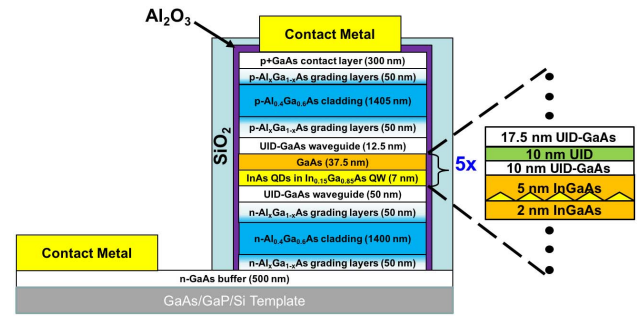 Al₂O₃
Contact Metal
p+GaAs contact layer (300 nm)
p-AlₓGa₁₋ₓAs grading layers (50 nm)
p-Al₀.₄Ga₀.₆As cladding (1405 nm)
p-AlₓGa₁₋ₓAs grading layers (50 nm)
UID-GaAs waveguide (12.5 nm)
GaAs (37.5 nm)
InAs QDs in In₀.₁₅Ga₀.₈₅As QW (7 nm)
UID-GaAs waveguide (50 nm)
n-AlₓGa₁₋ₓAs grading layers (50 nm)
n-Al₀.₄Ga₀.₆As cladding (1400 nm)
n-AlₓGa₁₋ₓAs grading layers (50 nm)
n-GaAs buffer (500 nm)
GaAs/GaP/Si Template
SiO₂
Contact Metal
5x
17.5 nm UID-GaAs
10 nm UID
10 nm UID-GaAs
5 nm InGaAs
2 nm InGaAs